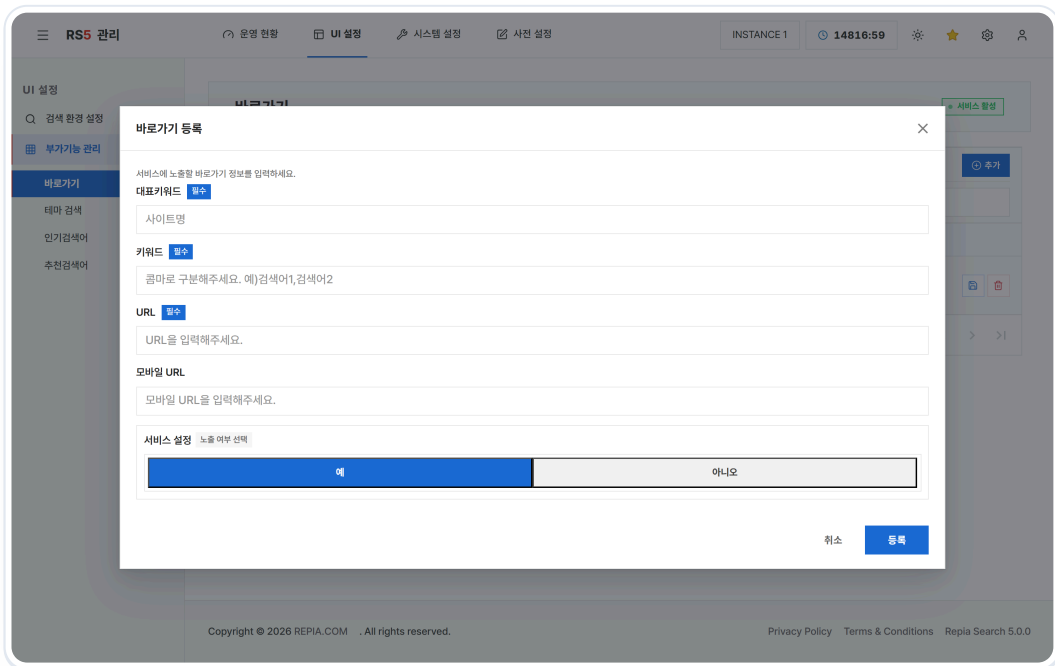 RS5 관리
운영 현황
UI 설정
시스템 설정
사전 설정
INSTANCE 1
14816:59
UI 설정
검색 환경 설정
부가기능 관리
바로가기
테마 검색
인기검색어
추천검색어
바로가기
서비스 활성
추가
바로가기 등록
서비스에 노출할 바로가기 정보를 입력하세요.
대표키워드 필수
사이트명
키워드 필수
콤마로 구분해주세요. 예)검색어1,검색어2
URL 필수
URL을 입력해주세요.
모바일 URL
모바일 URL을 입력해주세요.
서비스 설정 노출 여부 선택
예
아니오
취소
등록
Copyright © 2026 REPIA.COM . All rights reserved.
Privacy Policy
Terms & Conditions
Repia Search 5.0.0